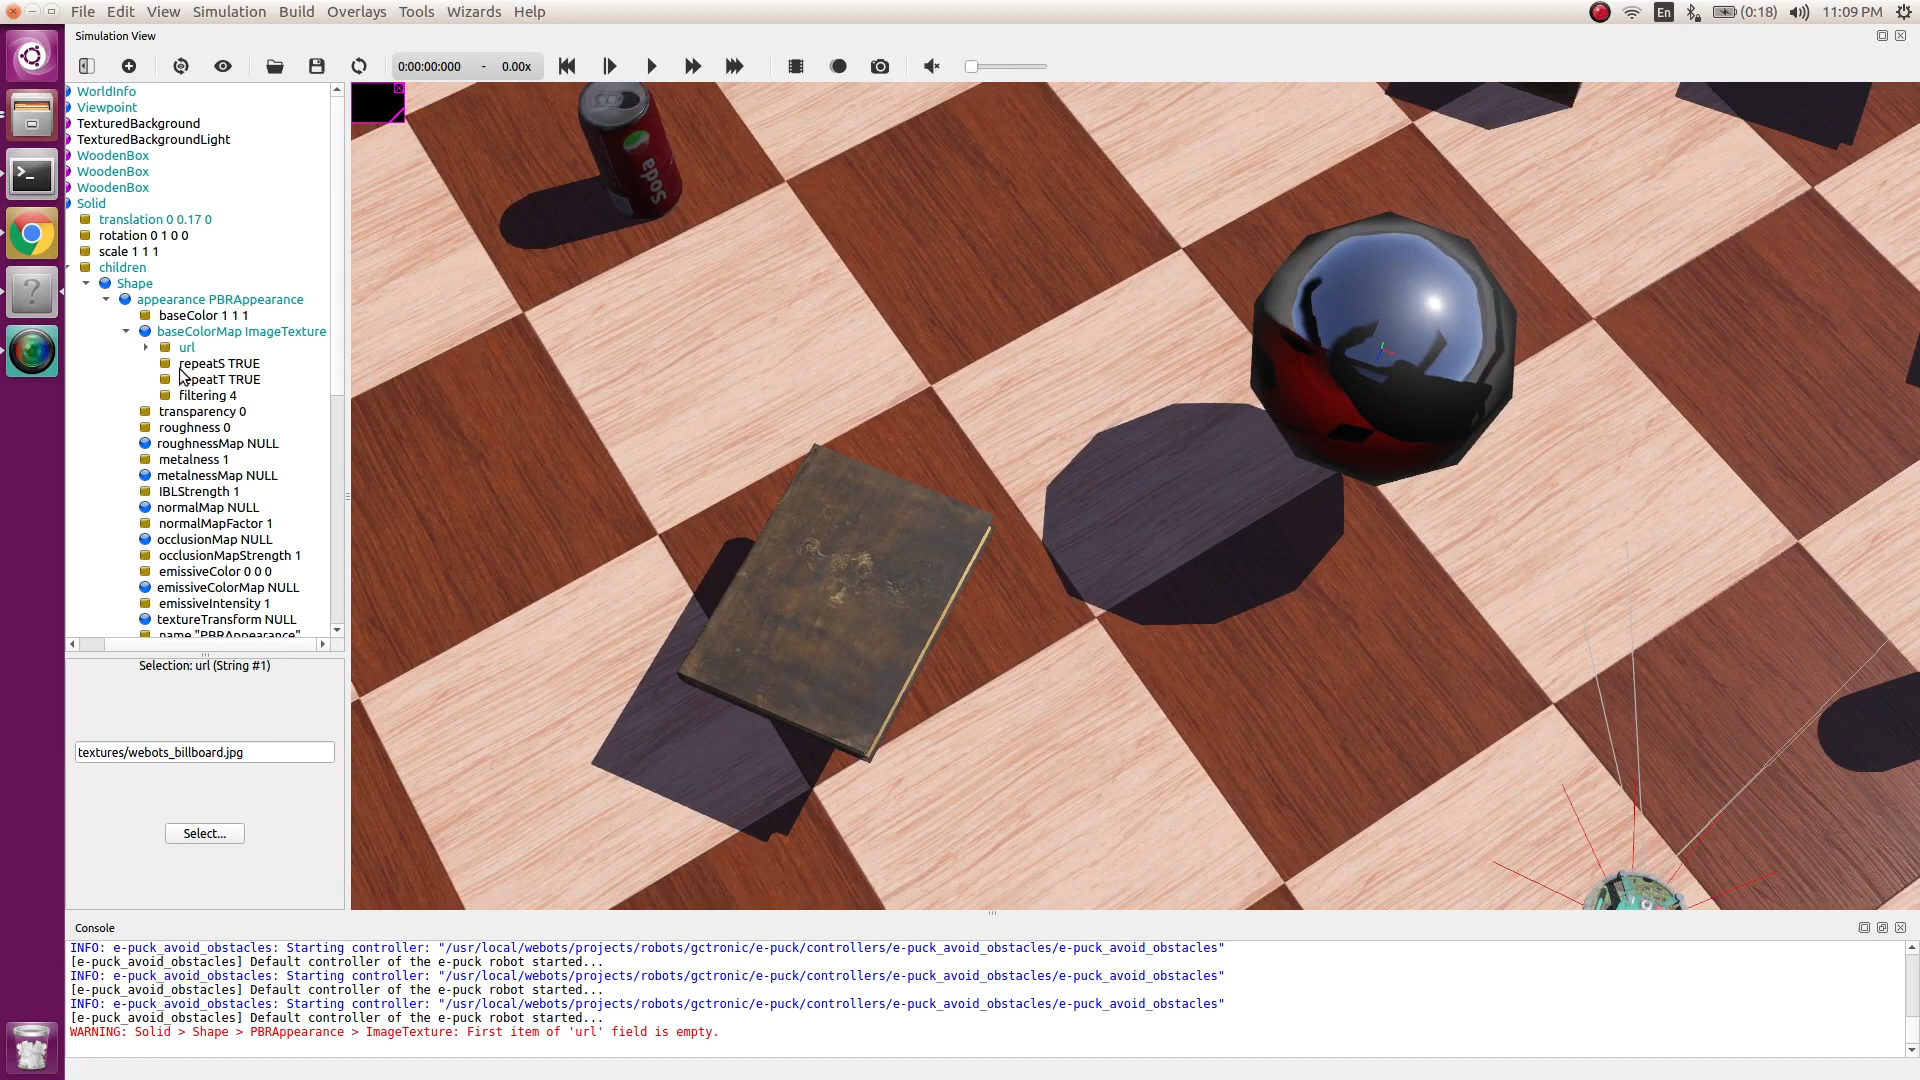 File Edit View Simulation Build Overlays Tools Wizards Help
En (0:18) 11:09 PM
Simulation View
0:00:00:000 - 0.00x
WorldInfo
Viewpoint
TexturedBackground
TexturedBackgroundLight
WoodenBox
WoodenBox
WoodenBox
Solid
translation 0 0.17 0
rotation 0 1 0 0
scale 1 1 1
children
Shape
appearance PBRAppearance
baseColor 1 1 1
baseColorMap ImageTexture
url
repeatS TRUE
repeatT TRUE
filtering 4
transparency 0
roughness 0
roughnessMap NULL
metalness 1
metalnessMap NULL
IBLStrength 1
normalMap NULL
normalMapFactor 1
occlusionMap NULL
occlusionMapStrength 1
emissiveColor 0 0 0
emissiveColorMap NULL
emissiveIntensity 1
textureTransform NULL
name "PBRAppearance"
Selection: url (String #1)
textures/webots_billboard.jpg
Select...
epos
Soda
Console
INFO: e-puck_avoid_obstacles: Starting controller: "/usr/local/webots/projects/robots/gctronic/e-puck/controllers/e-puck_avoid_obstacles/e-puck_avoid_obstacles"
[e-puck_avoid_obstacles] Default controller of the e-puck robot started...
INFO: e-puck_avoid_obstacles: Starting controller: "/usr/local/webots/projects/robots/gctronic/e-puck/controllers/e-puck_avoid_obstacles/e-puck_avoid_obstacles"
[e-puck_avoid_obstacles] Default controller of the e-puck robot started...
INFO: e-puck_avoid_obstacles: Starting controller: "/usr/local/webots/projects/robots/gctronic/e-puck/controllers/e-puck_avoid_obstacles/e-puck_avoid_obstacles"
[e-puck_avoid_obstacles] Default controller of the e-puck robot started...
WARNING: Solid > Shape > PBRAppearance > ImageTexture: First item of 'url' field is empty.